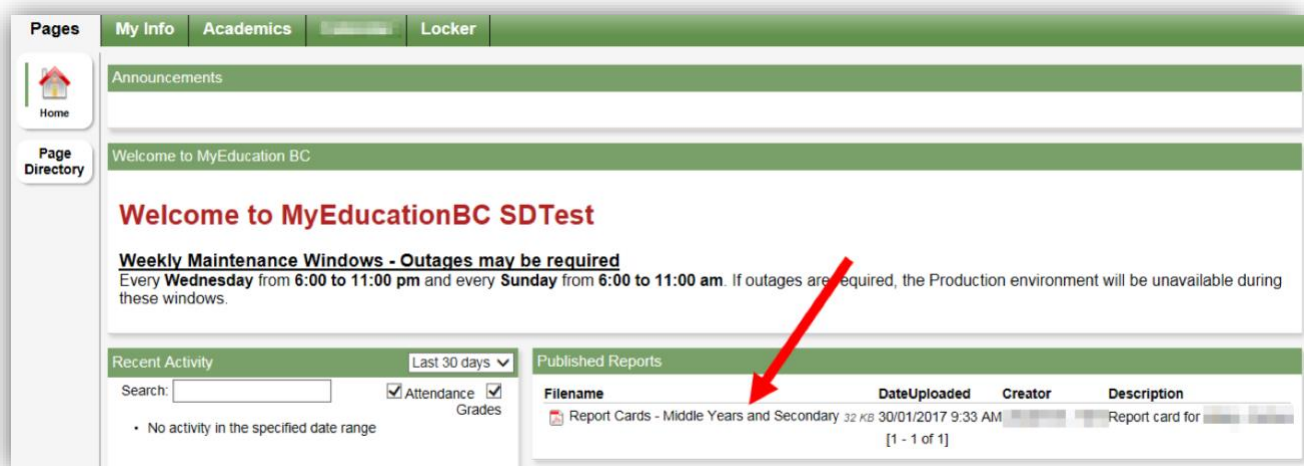 Pages My Info Academics Locker
Home
Page
Directory
Announcements
Welcome to MyEducation BC
Welcome to MyEducationBC SDTest
Weekly Maintenance Windows - Outages may be required
Every Wednesday from 6:00 to 11:00 pm and every Sunday from 6:00 to 11:00 am. If outages are required, the Production environment will be unavailable during
these windows.
Recent Activity Last 30 days
Search: Attendance
Grades
No activity in the specified date range
Published Reports
Filename DateUploaded Creator Description
Report Cards - Middle Years and Secondary 32 KB 30/01/2017 9:33 AM Report card for
[1 - 1 of 1]